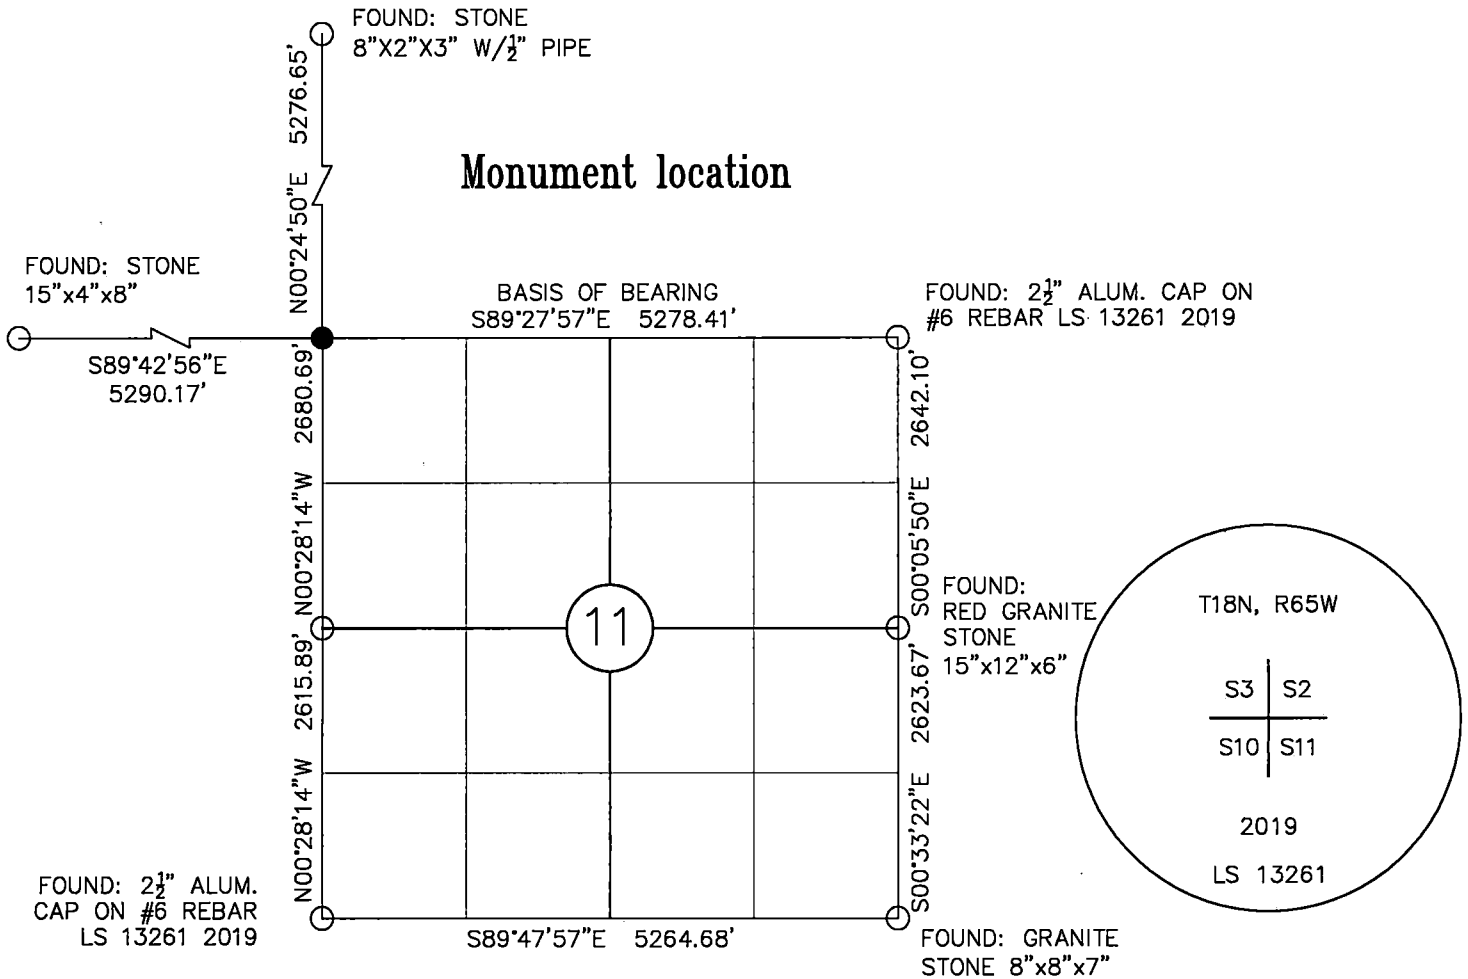 FOUND: STONE
8"X2"X3" W/½" PIPE
N00°24'50"E 5276.65'
Monument location
FOUND: STONE
15"x4"x8"
S89°42'56"E
5290.17'
BASIS OF BEARING
S89°27'57"E 5278.41'
FOUND: 2½" ALUM. CAP ON
#6 REBAR LS 13261 2019
N00°28'14"W 2680.69'
S00°05'50"E 2642.10'
11
FOUND:
RED GRANITE
STONE
15"x12"x6"
N00°28'14"W 2615.89'
S00°33'22"E 2623.67'
FOUND: 2½" ALUM.
CAP ON #6 REBAR
LS 13261 2019
S89°47'57"E 5264.68'
FOUND: GRANITE
STONE 8"x8"x7"
T18N, R65W
S3 S2
S10 S11
2019
LS 13261